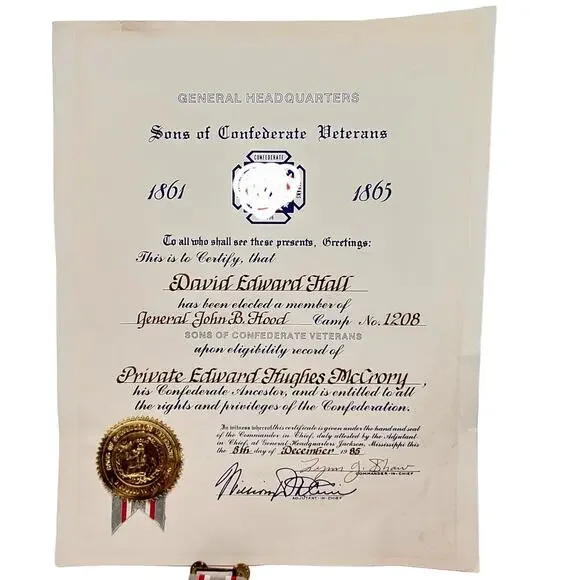 GENERAL HEADQUARTERS
Sons of Confederate Veterans
CONFEDERATE
1861
1865
To all who shall see these presents, Greetings:
This is to Certify, that
David Edward Hall
has been elected a member of
General John B. Hood Camp No. 1208
SONS OF CONFEDERATE VETERANS
upon eligibility record of
Private Edward Hughes McCrory,
his Confederate Ancestor, and is entitled to all
the rights and privileges of the Confederation.
In witness whereof this certificate is given under the hand and seal
of the Commander in Chief, duly attested by the Adjutant-
in-Chief, at General Headquarters Jackson, Mississippi this
the 5th day of December 1985
Lynn J. Shaw
COMMANDER-IN-CHIEF
William D. McCain
ADJUTANT-IN-CHIEF